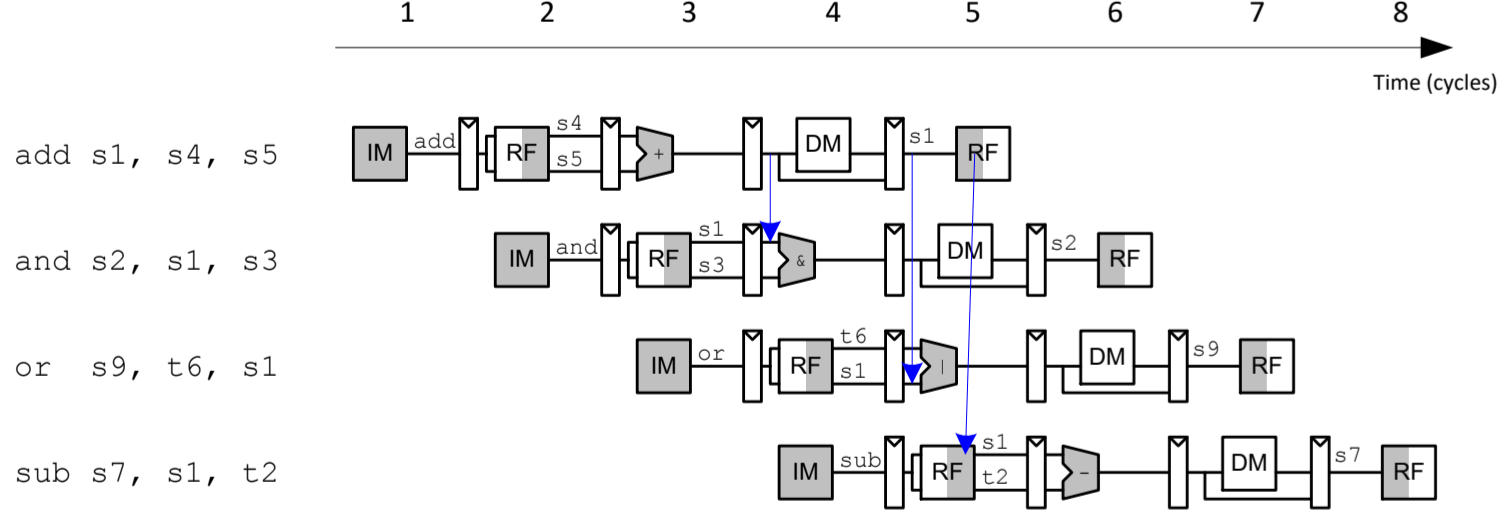 1 2 3 4 5 6 7 8
Time (cycles)
add s1, s4, s5 IM add RF s4 s5 + DM s1 RF
and s2, s1, s3 IM and RF s1 s3 & DM s2 RF
or s9, t6, s1 IM or RF t6 s1 | DM s9 RF
sub s7, s1, t2 IM sub RF s1 t2 - DM s7 RF